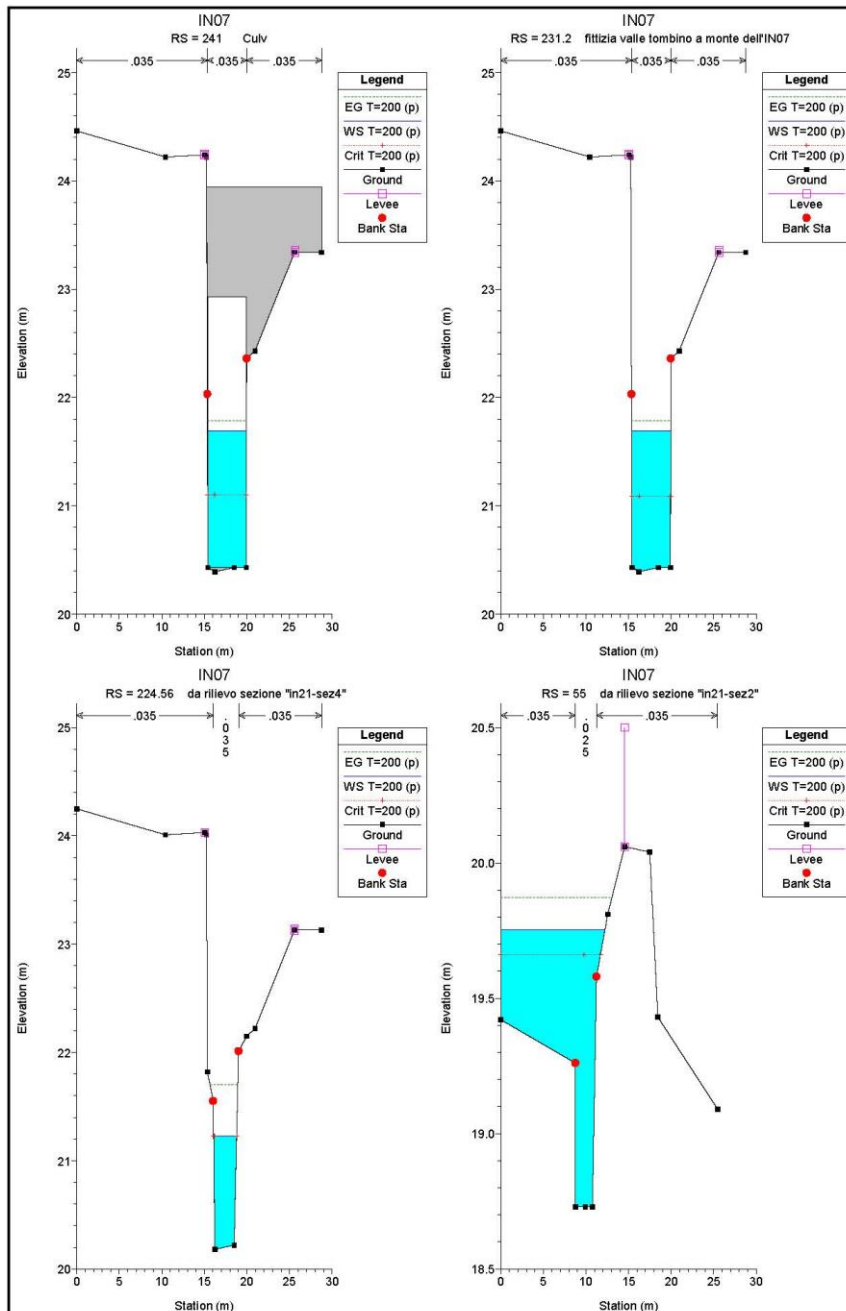 IN07
RS = 241 Culv
.035 .035 .035
Legend
EG T=200 (p)
WS T=200 (p)
Crit T=200 (p)
Ground
Levee
Bank Sta
Elevation (m)
25
24
23
22
21
20
0 5 10 15 20 25 30
Station (m)
IN07
RS = 231.2 fittizia valle tombino a monte dell'IN07
.035 .035 .035
Legend
EG T=200 (p)
WS T=200 (p)
Crit T=200 (p)
Ground
Levee
Bank Sta
Elevation (m)
25
24
23
22
21
20
0 5 10 15 20 25 30
Station (m)
IN07
RS = 224.56 da rilievo sezione "in21-sez4"
.035 .035 .035
Legend
EG T=200 (p)
WS T=200 (p)
Crit T=200 (p)
Ground
Levee
Bank Sta
Elevation (m)
25
24
23
22
21
20
0 5 10 15 20 25 30
Station (m)
IN07
RS = 55 da rilievo sezione "in21-sez2"
.035 .025 .035
Legend
EG T=200 (p)
WS T=200 (p)
Crit T=200 (p)
Ground
Levee
Bank Sta
Elevation (m)
20.5
20.0
19.5
19.0
18.5
0 5 10 15 20 25 30
Station (m)